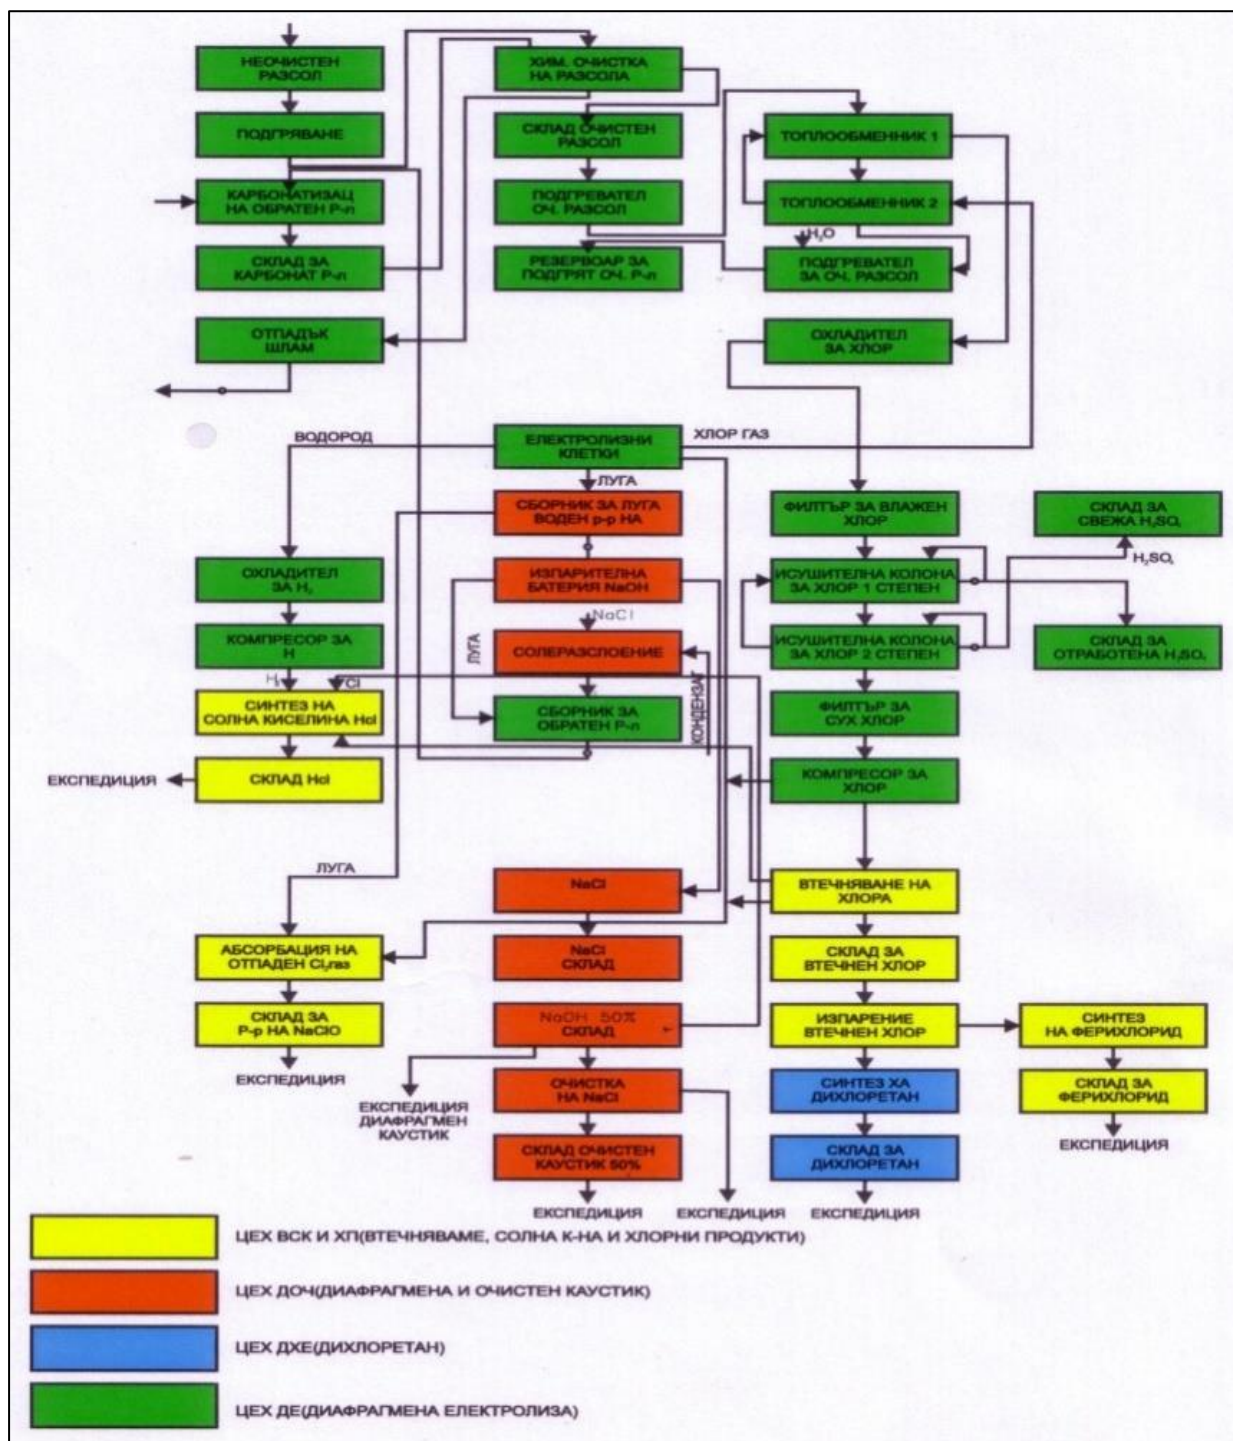 НЕОЧИСТЕН
РАЗСОЛ
ПОДГРЯВАНЕ
КАРБОНАТИЗАЦ
НА ОБРАТЕН Р-л
СКЛАД ЗА
КАРБОНАТ Р-л
ОТПАДЪК
ШЛАМ
ХИМ. ОЧИСТКА
НА РАЗСОЛА
СКЛАД ОЧИСТЕН
РАЗСОЛ
ПОДГРЕВАТЕЛ
ОЧ. РАЗСОЛ
РЕЗЕРВОАР ЗА
ПОДГРЯТ ОЧ. Р-л
ТОПЛООБМЕННИК 1
ТОПЛООБМЕННИК 2
H₂O
ПОДГРЕВАТЕЛ
ЗА ОЧ. РАЗСОЛ
ОХЛАДИТЕЛ
ЗА ХЛОР
ВОДОРОД
ЕЛЕКТРОЛИЗНИ
КЛЕТКИ
ХЛОР ГАЗ
ЛУГА
СБОРНИК ЗА ЛУГА
ВОДЕН р-р НА
ИЗПАРИТЕЛНА
БАТЕРИЯ NaOH
NaCl
ЛУГА
СОЛЕРАЗСЛОЕНИЕ
КОНДЕНЗАТ
СБОРНИК ЗА
ОБРАТЕН Р-л
ОХЛАДИТЕЛ
ЗА H₂
КОМПРЕСОР ЗА
Н
H₂
Cl
СИНТЕЗ НА
СОЛНА КИСЕЛИНА Hcl
СКЛАД Hcl
ЕКСПЕДИЦИЯ
ФИЛТЪР ЗА ВЛАЖЕН
ХЛОР
ИСУШИТЕЛНА КОЛОНА
ЗА ХЛОР 1 СТЕПЕН
ИСУШИТЕЛНА КОЛОНА
ЗА ХЛОР 2 СТЕПЕН
ФИЛТЪР ЗА
СУХ ХЛОР
КОМПРЕСОР ЗА
ХЛОР
СКЛАД ЗА
СВЕЖА H₂SO₄
H₂SO₄
СКЛАД ЗА
ОТРАБОТЕНА H₂SO₄
ЛУГА
АБСОРБАЦИЯ НА
ОТПАДЕН Cl₂газ
СКЛАД ЗА
Р-р НА NaClO
ЕКСПЕДИЦИЯ
NaCl
NaCl
СКЛАД
NaOH 50%
СКЛАД
ЕКСПЕДИЦИЯ
ДИАФРАГМЕН
КАУСТИК
ОЧИСТКА
НА NaCl
СКЛАД ОЧИСТЕН
КАУСТИК 50%
ЕКСПЕДИЦИЯ
ЕКСПЕДИЦИЯ
ВТЕЧНЯВАНЕ НА
ХЛОРА
СКЛАД ЗА
ВТЕЧНЕН ХЛОР
ИЗПАРЕНИЕ
ВТЕЧНЕН ХЛОР
СИНТЕЗ ХА
ДИХЛОРЕТАН
СКЛАД ЗА
ДИХЛОРЕТАН
ЕКСПЕДИЦИЯ
СИНТЕЗ
НА ФЕРИХЛОРИД
СКЛАД ЗА
ФЕРИХЛОРИД
ЕКСПЕДИЦИЯ
ЦЕХ ВСК И ХП(ВТЕЧНЯВАМЕ, СОЛНА К-НА И ХЛОРНИ ПРОДУКТИ)
ЦЕХ ДОЧ(ДИАФРАГМЕНА И ОЧИСТЕН КАУСТИК)
ЦЕХ ДХЕ(ДИХЛОРЕТАН)
ЦЕХ ДЕ(ДИАФРАГМЕНА ЕЛЕКТРОЛИЗА)